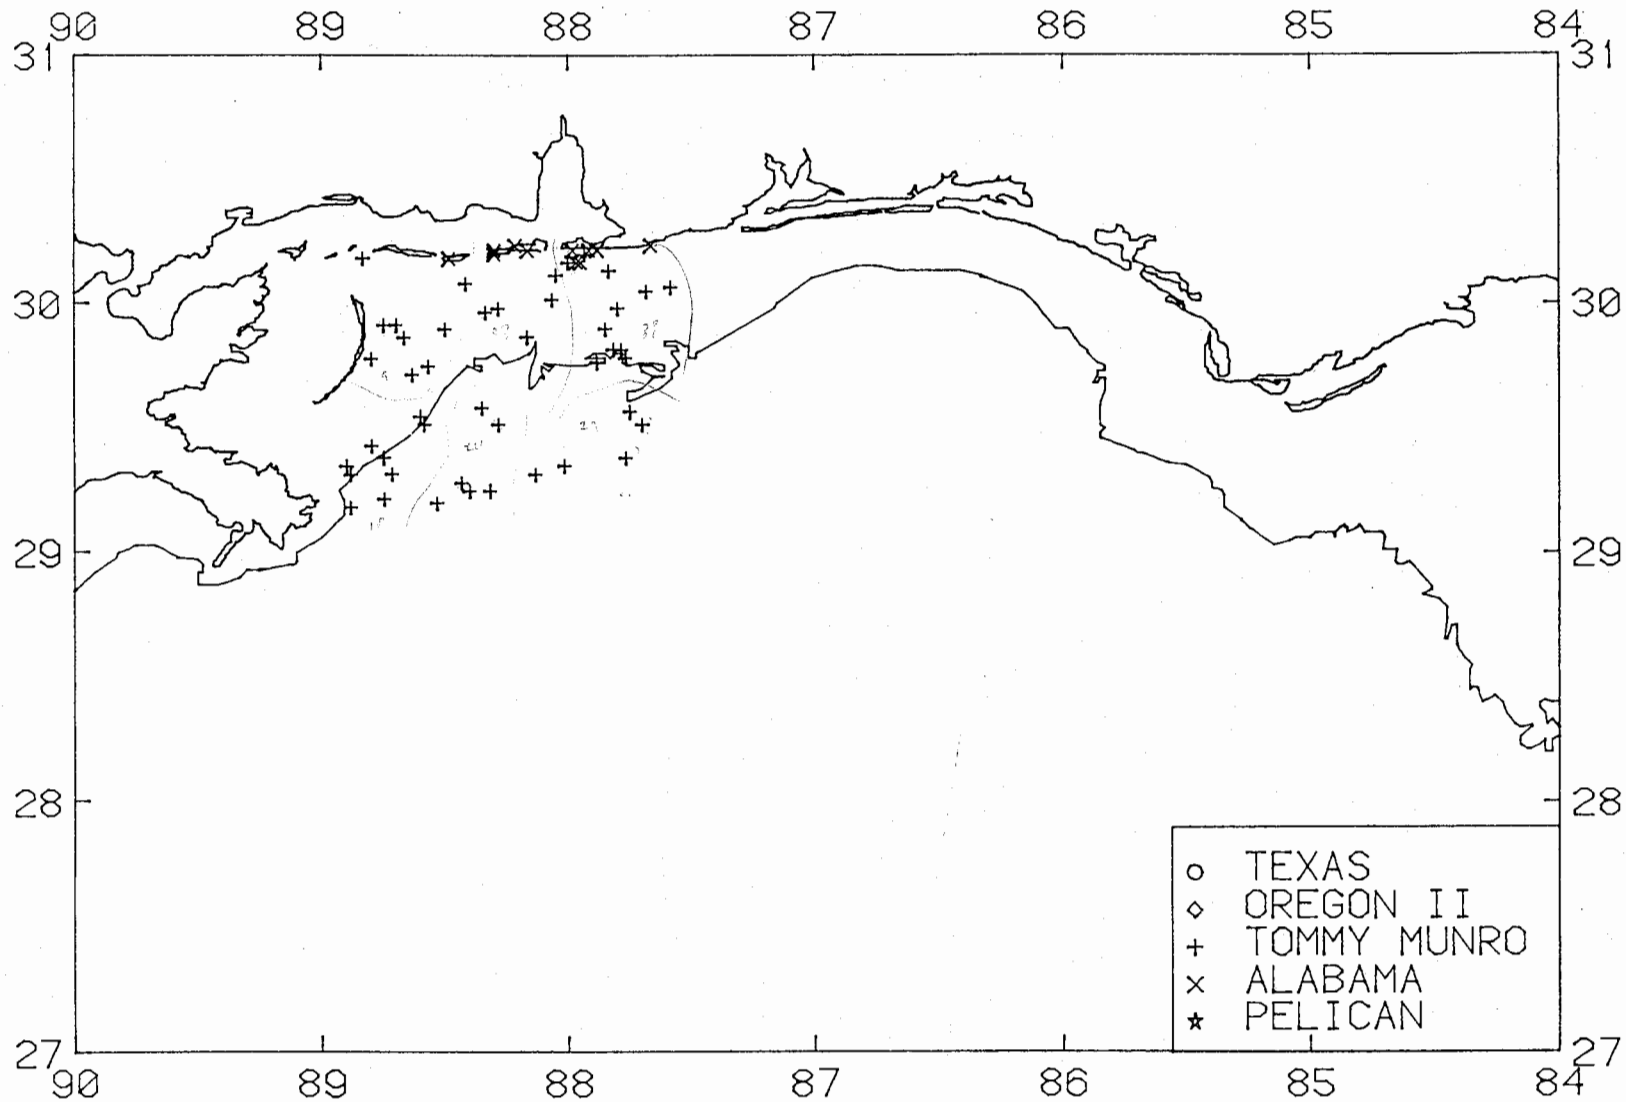 90 89 88 87 86 85 84
31 31
30 30
29 29
28 28
TEXAS
OREGON II
TOMMY MUNRO
ALABAMA
PELICAN
27 27
90 89 88 87 86 85 84